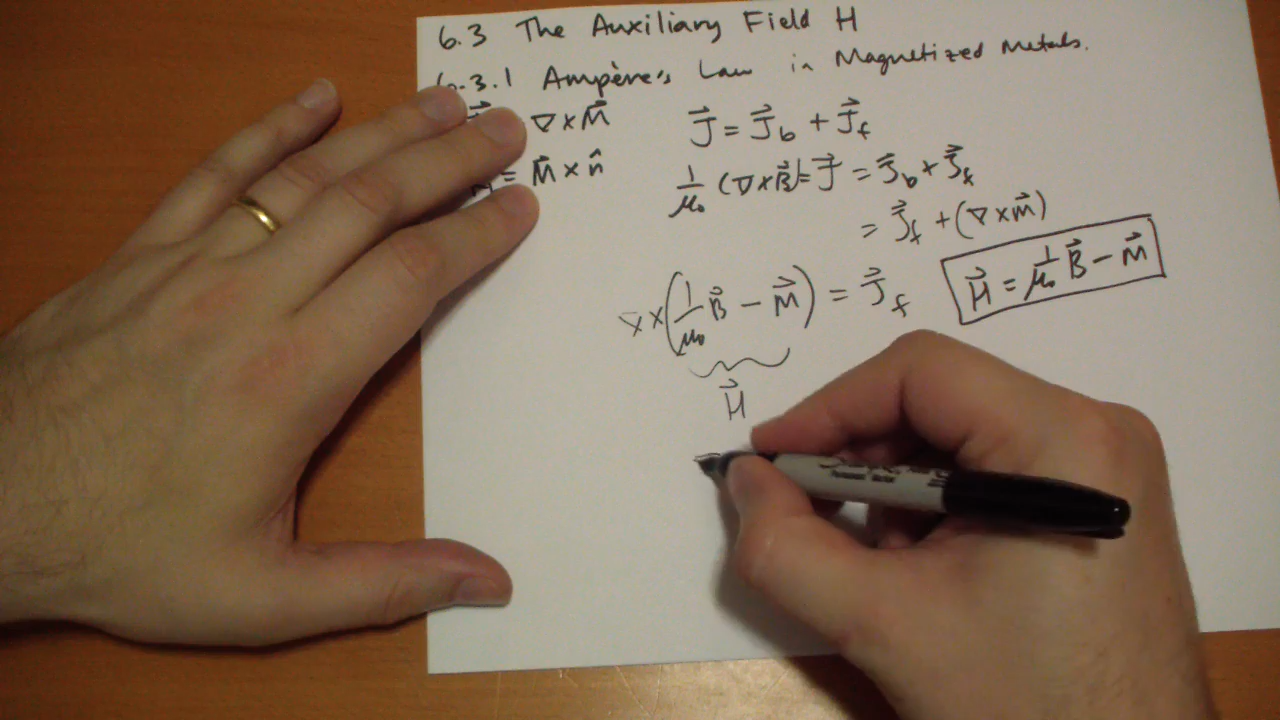 6.3 The Auxiliary Field H
6.3.1 Ampère's Law in Magnetized Metals.
∇×M⃗
= M⃗ × n̂
J⃗ = J⃗b + J⃗f
1/μ₀ (∇×B⃗) = J⃗ = J⃗b + J⃗f
= J⃗f + (∇×M⃗)
∇×(1/μ₀ B⃗ − M⃗) = J⃗f
H⃗ = 1/μ₀ B⃗ − M⃗
H⃗